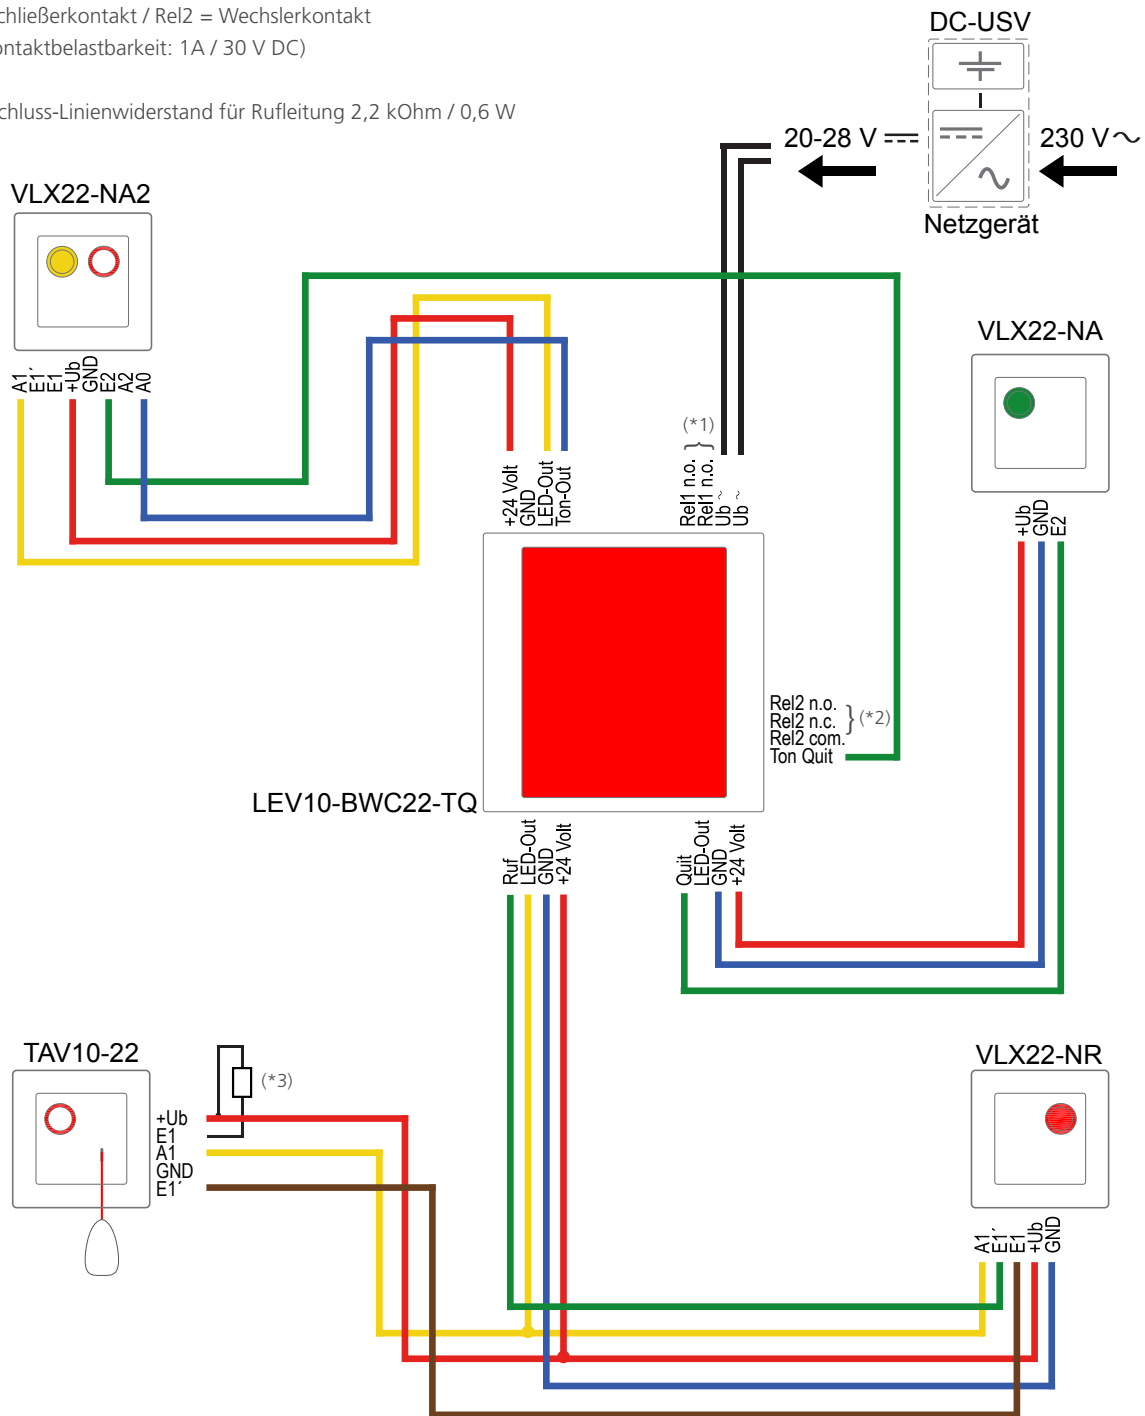 chließerkontakt / Rel2 = Wechslerkontakt
ontaktbelastbarkeit: 1A / 30 V DC)
chluss-Linienwiderstand für Rufleitung 2,2 kOhm / 0,6 W
DC-USV
20-28 V
230 V
Netzgerät
VLX22-NA2
A1
E1´
E1
+Ub
GND
E2
A2
A0
VLX22-NA
+Ub
GND
E2
(*1)
+24 Volt
GND
LED-Out
Ton-Out
Rel1 n.o.
Rel1 n.o.
Ub ~
Ub ~
Rel2 n.o.
Rel2 n.c.
Rel2 com.
(*2)
Ton Quit
LEV10-BWC22-TQ
Ruf
LED-Out
GND
+24 Volt
Quit
LED-Out
GND
+24 Volt
TAV10-22
(*3)
+Ub
E1
A1
GND
E1´
VLX22-NR
A1
E1´
E1
+Ub
GND